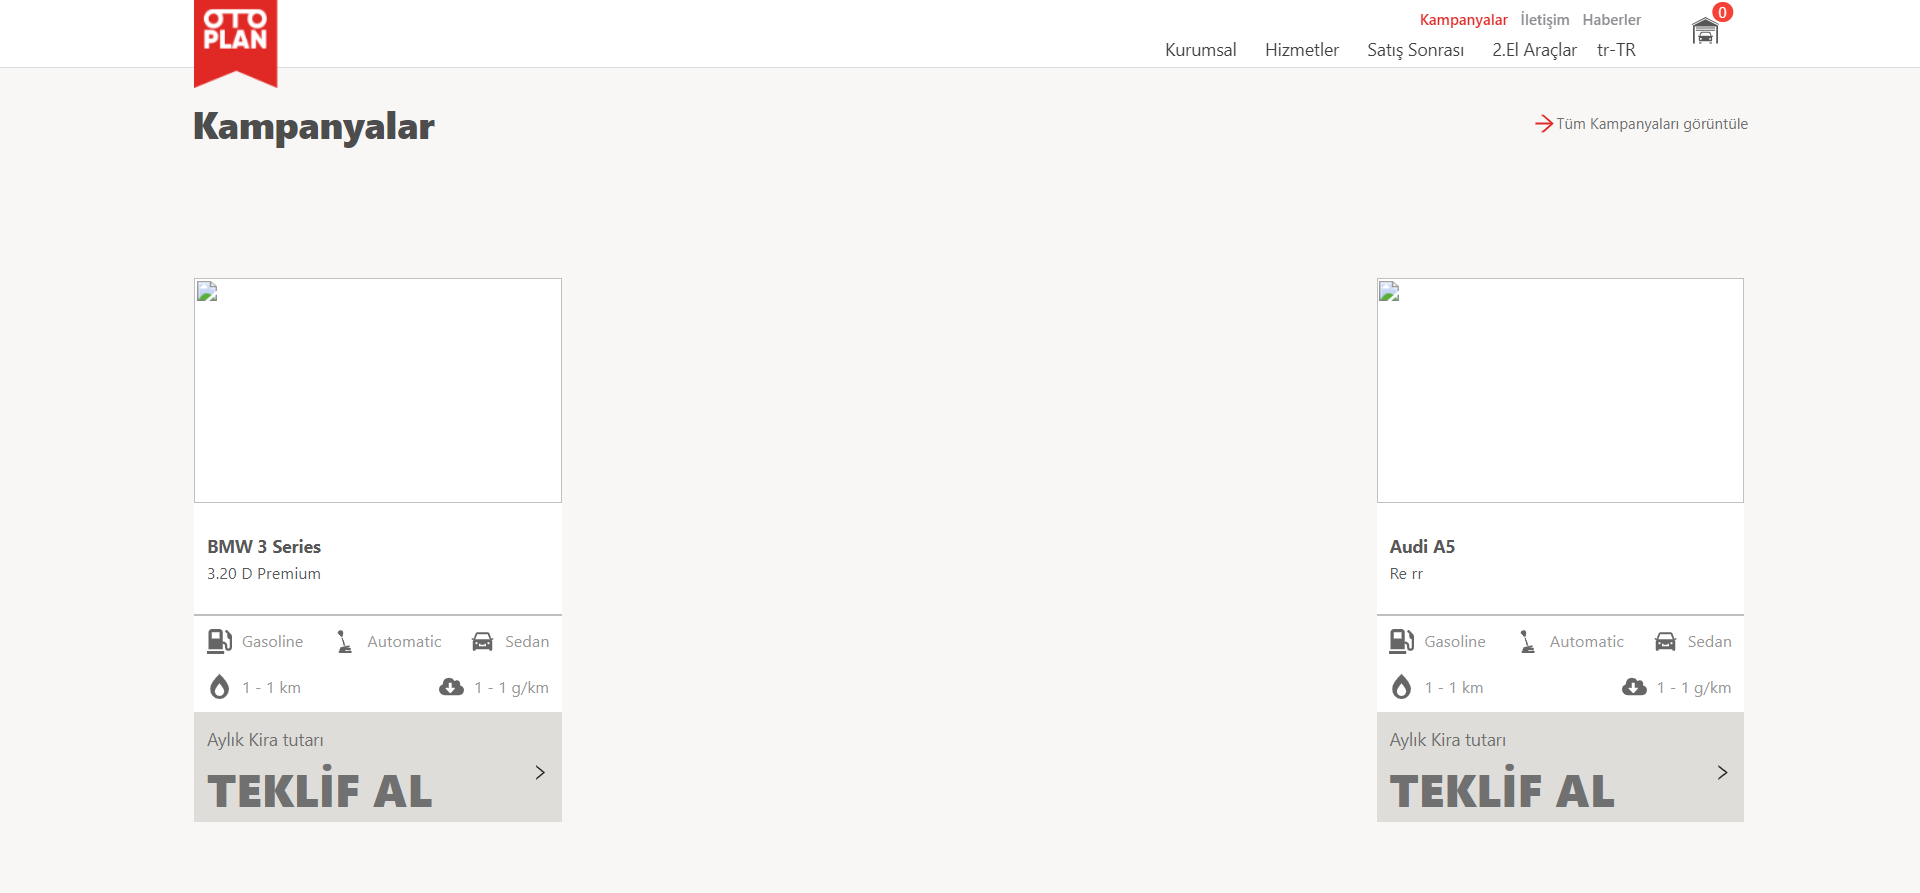 OTO
PLAN
Kampanyalar İletişim Haberler
0
Kurumsal Hizmetler Satış Sonrası 2.El Araçlar tr-TR
Kampanyalar
Tüm Kampanyaları görüntüle
BMW 3 Series
3.20 D Premium
Gasoline Automatic Sedan
1 - 1 km 1 - 1 g/km
Aylık Kira tutarı
TEKLİF AL
Audi A5
Re rr
Gasoline Automatic Sedan
1 - 1 km 1 - 1 g/km
Aylık Kira tutarı
TEKLİF AL